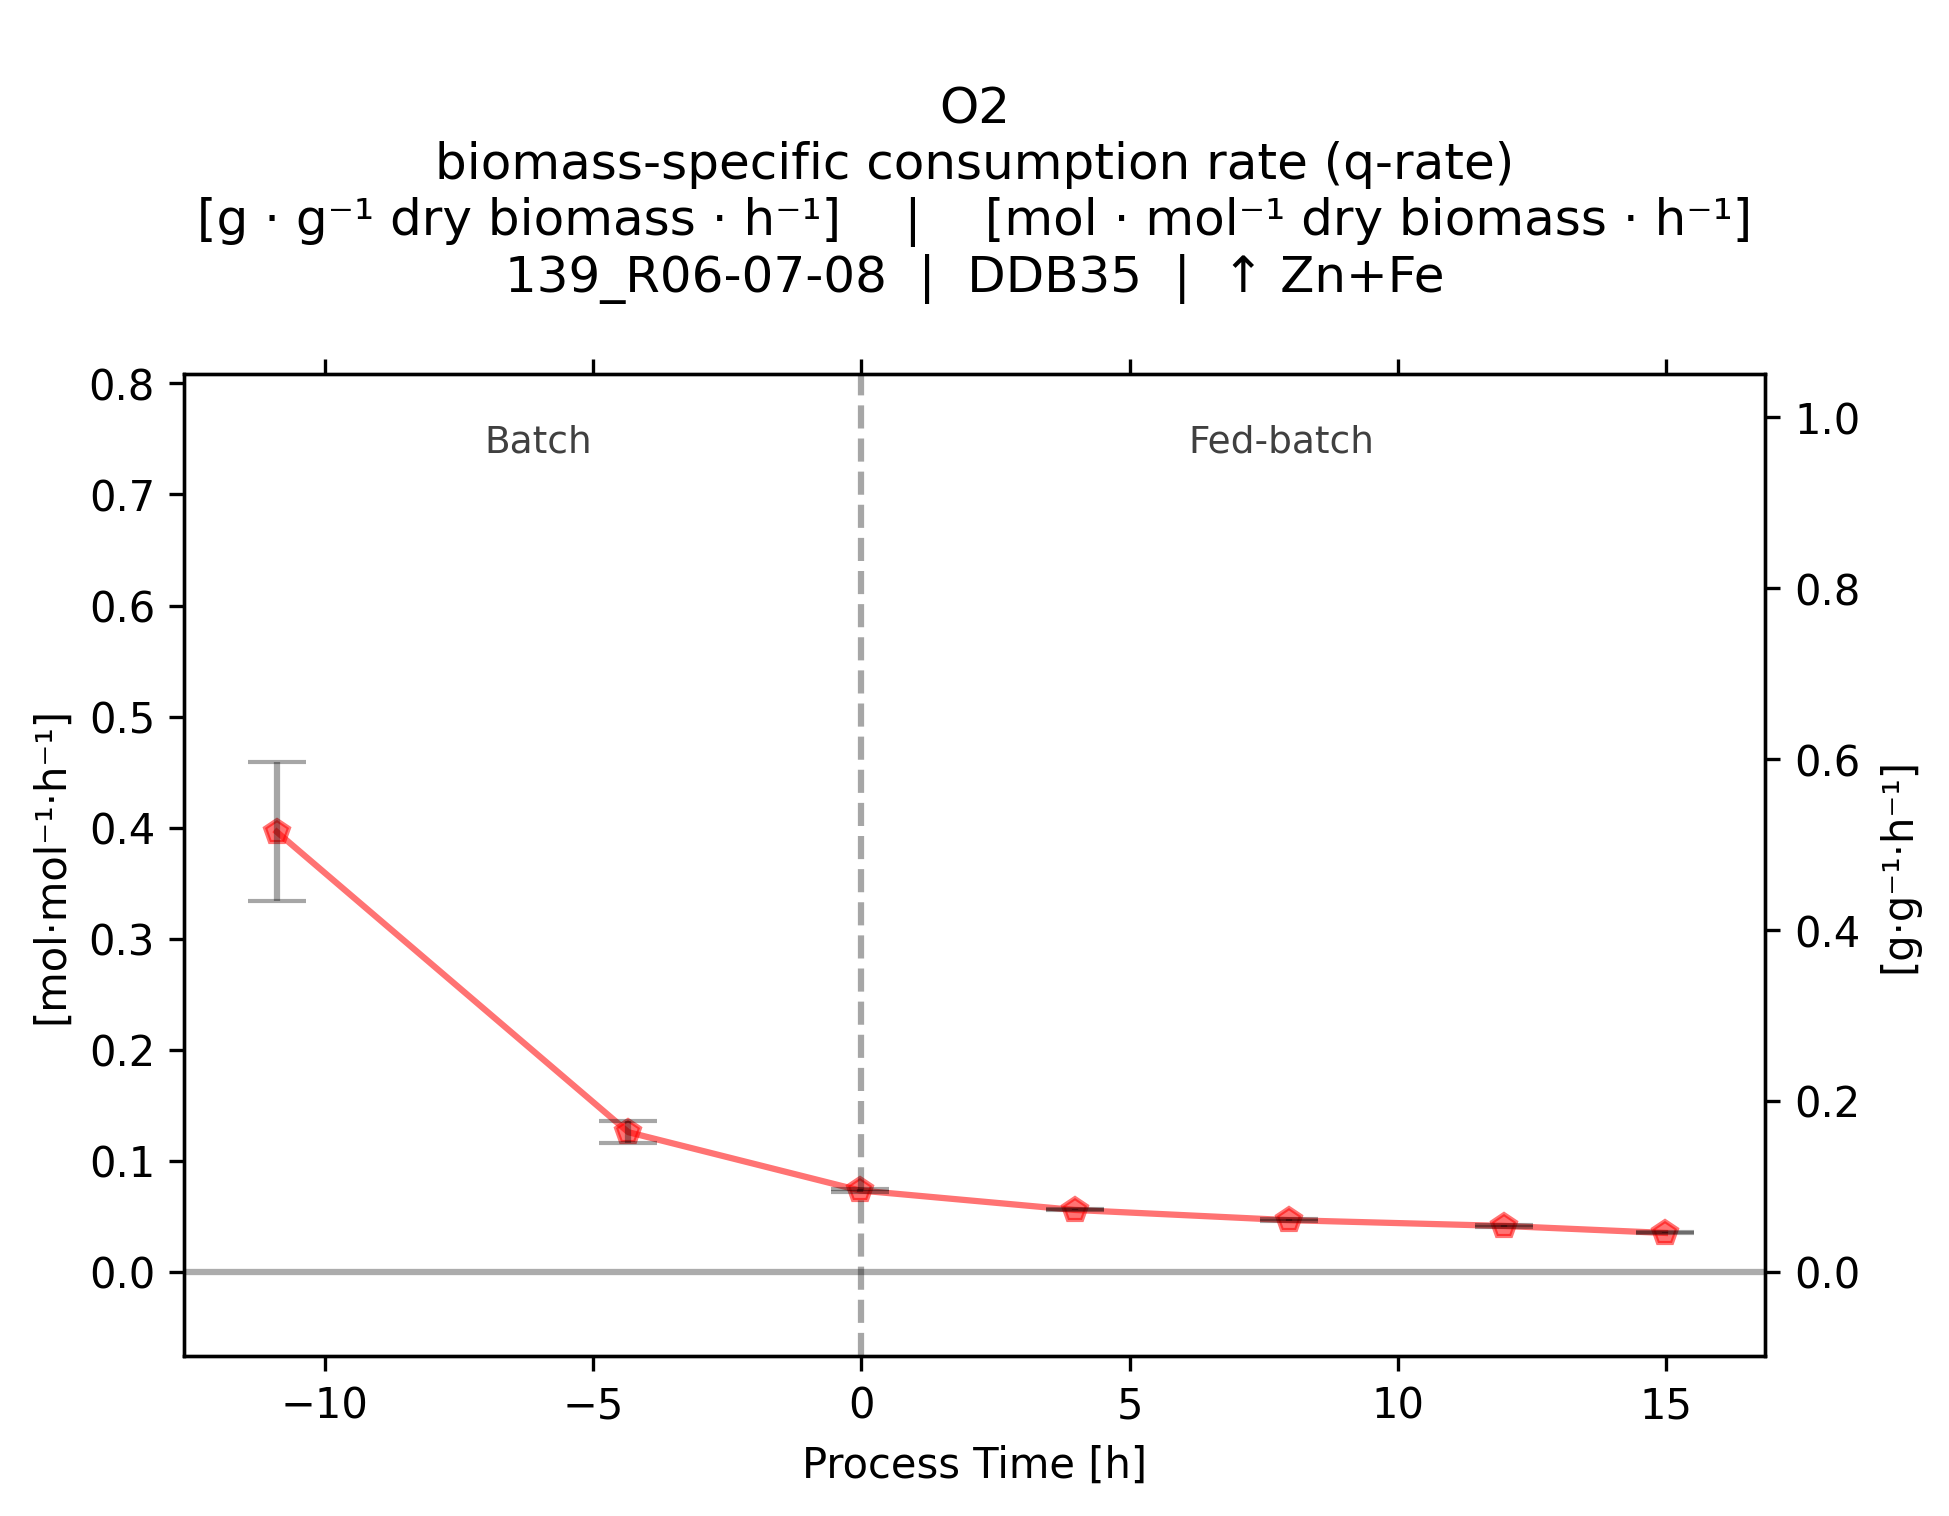 O2
biomass-specific consumption rate (q-rate)
[g · g⁻¹ dry biomass · h⁻¹]    |    [mol · mol⁻¹ dry biomass · h⁻¹]
139_R06-07-08  |  DDB35  |  ↑ Zn+Fe
Batch
Fed-batch
[mol·mol⁻¹·h⁻¹]
0.8
0.7
0.6
0.5
0.4
0.3
0.2
0.1
0.0
1.0
0.8
0.6
0.4
0.2
0.0
[g·g⁻¹·h⁻¹]
−10 −5 0 5 10 15
Process Time [h]